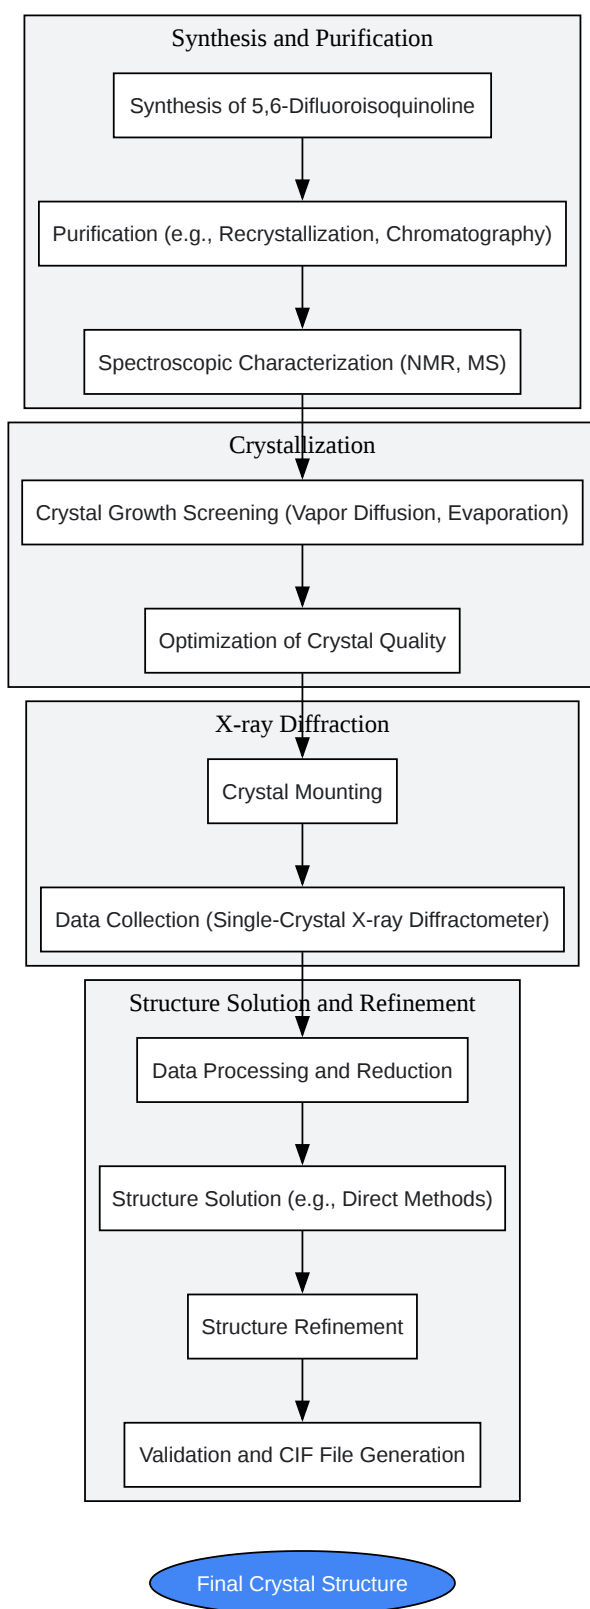 Synthesis and Purification
Synthesis of 5,6-Difluoroisoquinoline
Purification (e.g., Recrystallization, Chromatography)
Spectroscopic Characterization (NMR, MS)
Crystallization
Crystal Growth Screening (Vapor Diffusion, Evaporation)
Optimization of Crystal Quality
X-ray Diffraction
Crystal Mounting
Data Collection (Single-Crystal X-ray Diffractometer)
Structure Solution and Refinement
Data Processing and Reduction
Structure Solution (e.g., Direct Methods)
Structure Refinement
Validation and CIF File Generation
Final Crystal Structure